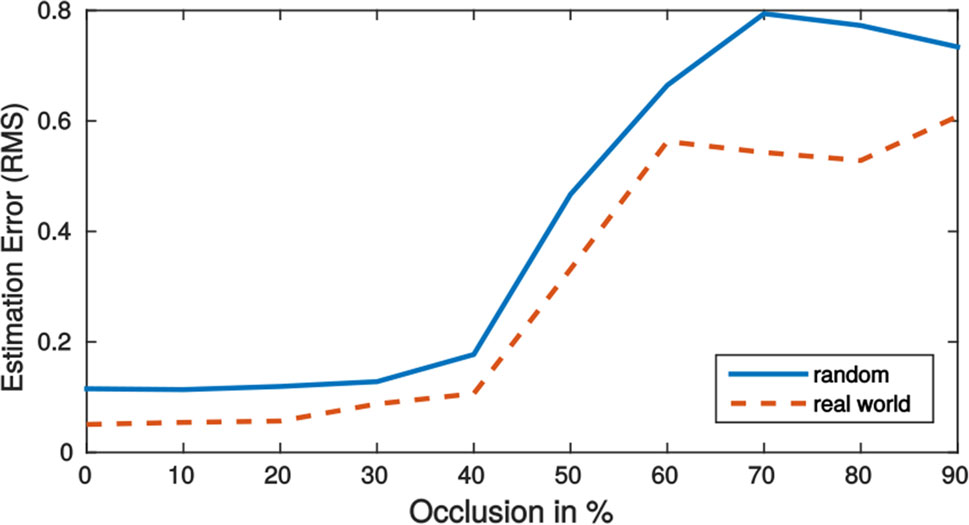 0.8
0.6
0.4
0.2
0
Estimation Error (RMS)
random
real world
0 10 20 30 40 50 60 70 80 90
Occlusion in %